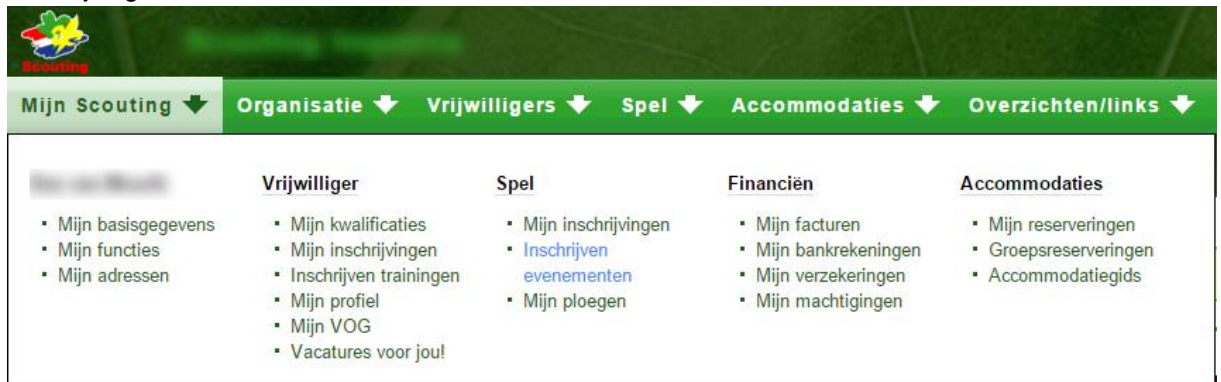 Scouting
Mijn Scouting Organisatie Vrijwilligers Spel Accommodaties Overzichten/links
Vrijwilliger Spel Financiën Accommodaties
Mijn basisgegevens
Mijn functies
Mijn adressen
Mijn kwalificaties
Mijn inschrijvingen
Inschrijven trainingen
Mijn profiel
Mijn VOG
Vacatures voor jou!
Mijn inschrijvingen
Inschrijven
evenementen
Mijn ploegen
Mijn facturen
Mijn bankrekeningen
Mijn verzekeringen
Mijn machtigingen
Mijn reserveringen
Groepsreserveringen
Accommodatiegids